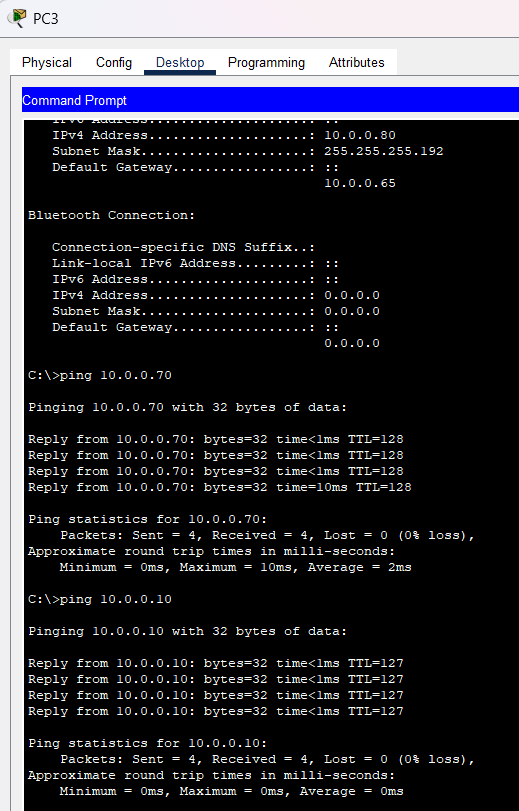 PC3
Physical Config Desktop Programming Attributes
Command Prompt
IPv6 Address....................: ::
IPv4 Address....................: 10.0.0.80
Subnet Mask.....................: 255.255.255.192
Default Gateway.................: ::
10.0.0.65
Bluetooth Connection:
Connection-specific DNS Suffix..:
Link-local IPv6 Address.........: ::
IPv6 Address....................: ::
IPv4 Address....................: 0.0.0.0
Subnet Mask.....................: 0.0.0.0
Default Gateway.................: ::
0.0.0.0
C:\>ping 10.0.0.70
Pinging 10.0.0.70 with 32 bytes of data:
Reply from 10.0.0.70: bytes=32 time<1ms TTL=128
Reply from 10.0.0.70: bytes=32 time<1ms TTL=128
Reply from 10.0.0.70: bytes=32 time<1ms TTL=128
Reply from 10.0.0.70: bytes=32 time=10ms TTL=128
Ping statistics for 10.0.0.70:
Packets: Sent = 4, Received = 4, Lost = 0 (0% loss),
Approximate round trip times in milli-seconds:
Minimum = 0ms, Maximum = 10ms, Average = 2ms
C:\>ping 10.0.0.10
Pinging 10.0.0.10 with 32 bytes of data:
Reply from 10.0.0.10: bytes=32 time<1ms TTL=127
Reply from 10.0.0.10: bytes=32 time<1ms TTL=127
Reply from 10.0.0.10: bytes=32 time<1ms TTL=127
Reply from 10.0.0.10: bytes=32 time<1ms TTL=127
Ping statistics for 10.0.0.10:
Packets: Sent = 4, Received = 4, Lost = 0 (0% loss),
Approximate round trip times in milli-seconds:
Minimum = 0ms, Maximum = 0ms, Average = 0ms